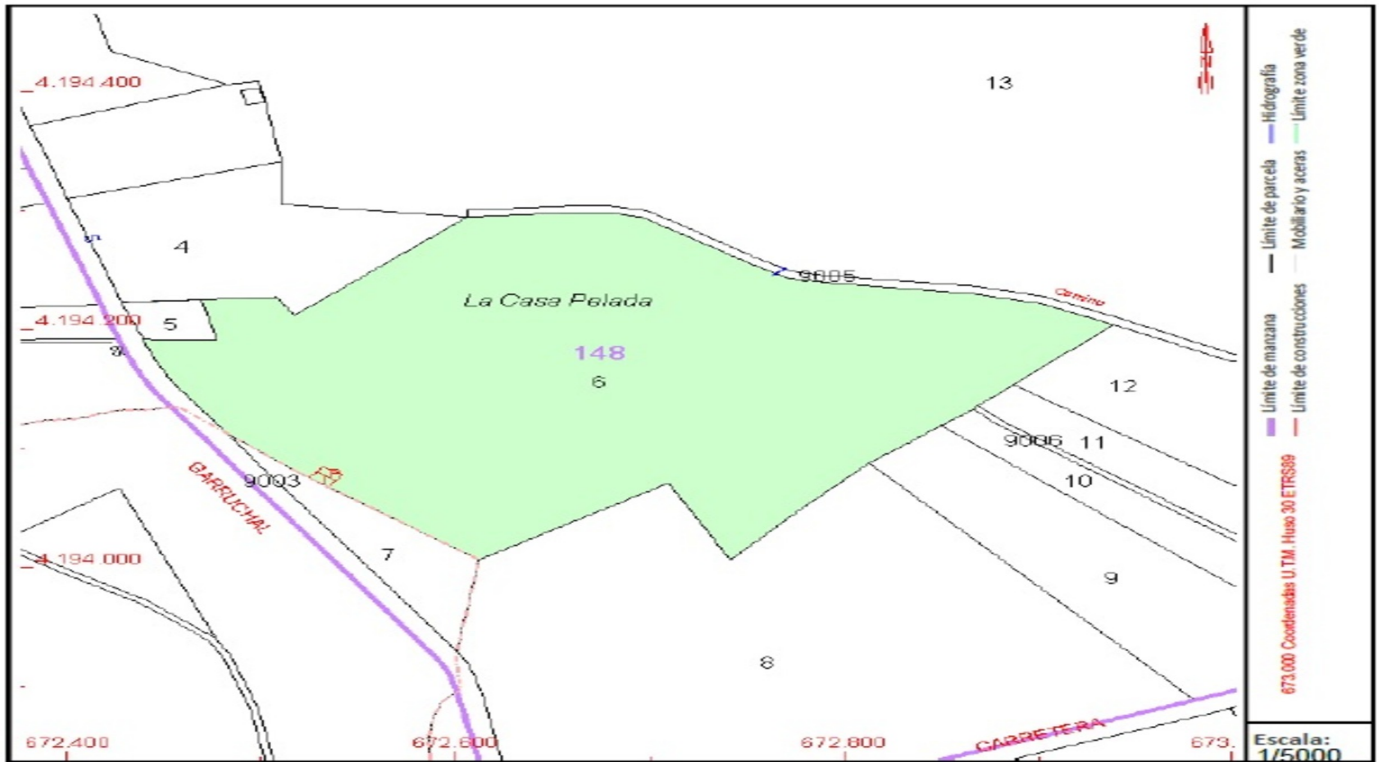 4.194.400
13
4
9005
Camino
La Casa Pelada
4.194.200
5
148
6
12
9006
11
10
GARRUCHAL
9003
4.194.000
7
9
8
672.400
672.600
672.800
CARRETERA
673.
Límite de manzana
Límite de parcela
Hidrografía
Límite de construcciones
Mobiliario y aceras
Límite zona verde
673.000 Coordenadas U.T.M. Huso 30 ETRS89
Escala:
1/5000